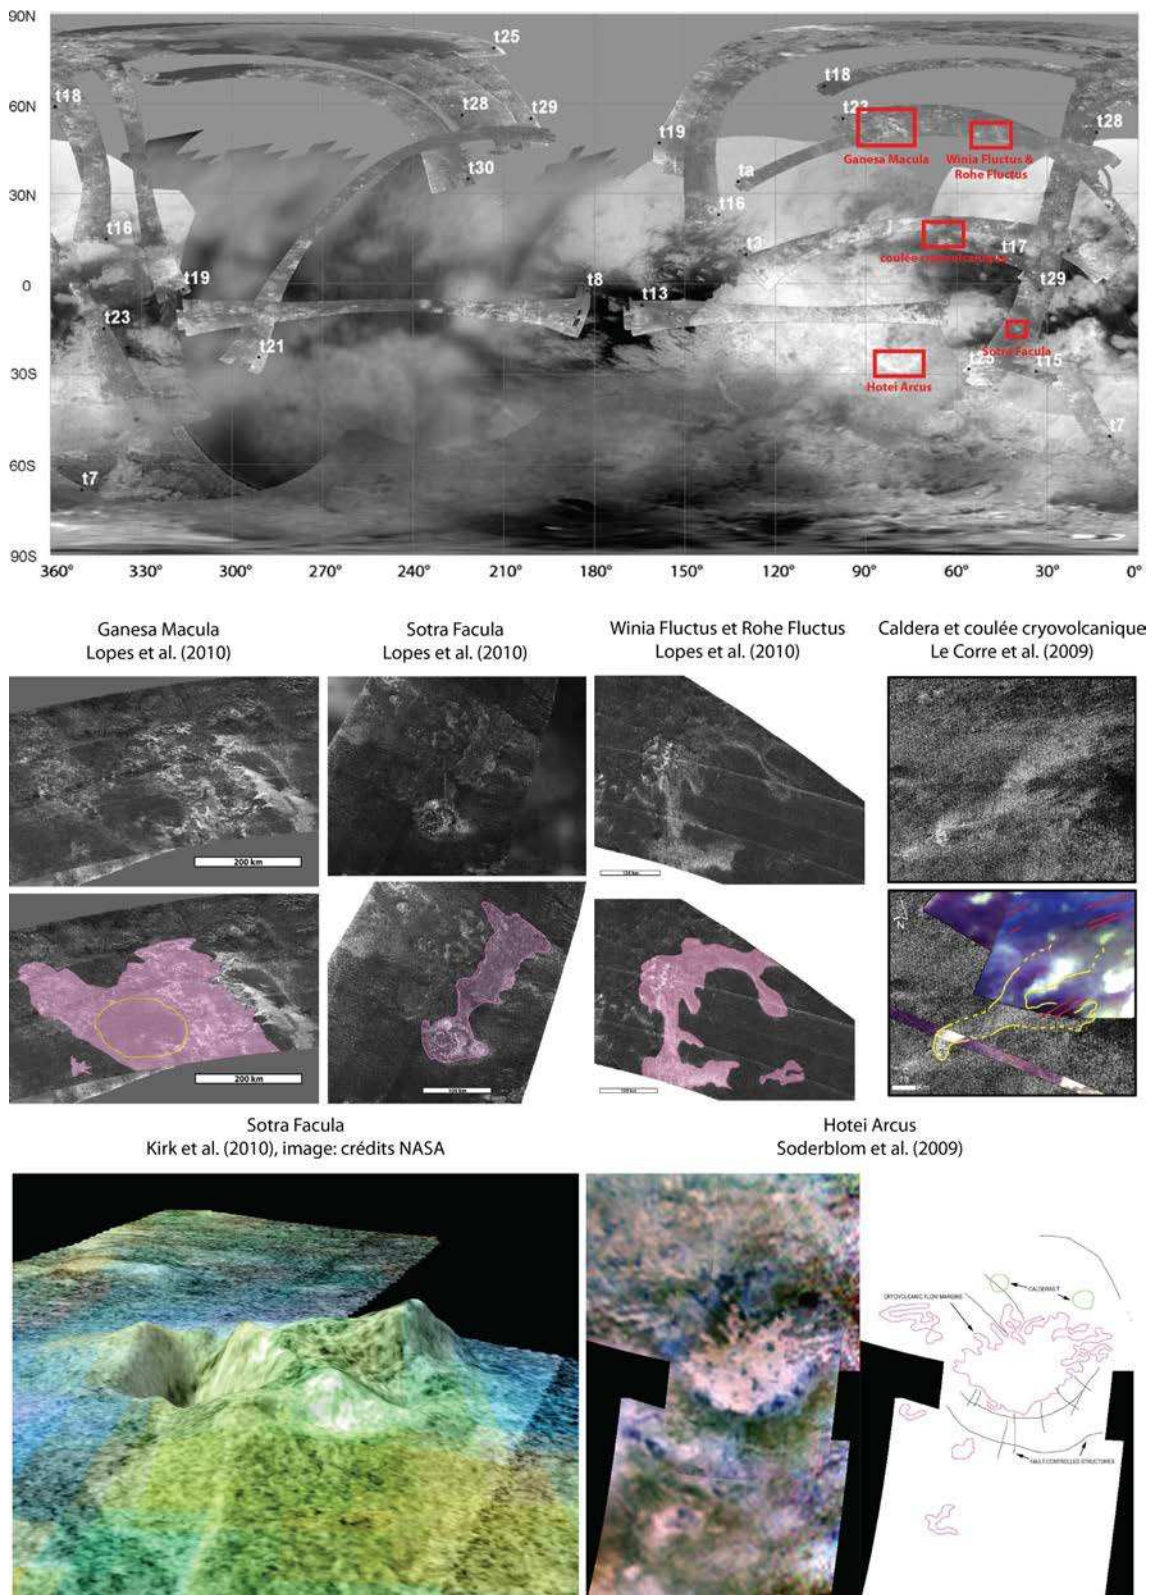 90N
t25
t18
t28
t29
t18
t23
t19
t28
60N
Ganesa Macula
Winia Fluctus &
Rohe Fluctus
t30
ta
30N
t16
t16
t3
t17
coulée cryovolcanique
t19
t8
t13
t29
0
t23
t21
Sotra Facula
t25
t15
30S
Hotei Arcus
t7
60S
t7
90S
360° 330° 300° 270° 240° 210° 180° 150° 120° 90° 60° 30° 0°
Ganesa Macula
Lopes et al. (2010)
Sotra Facula
Lopes et al. (2010)
Winia Fluctus et Rohe Fluctus
Lopes et al. (2010)
Caldera et coulée cryovolcanique
Le Corre et al. (2009)
200 km
200 km
N
Sotra Facula
Kirk et al. (2010), image: crédits NASA
Hotei Arcus
Soderblom et al. (2009)
CALDERAS ?
CRYOVOLCANIC FLOW MARGINS
FAULT-CONTROLLED STRUCTURES